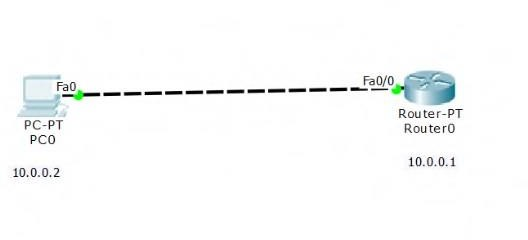 Fa0
Fa0/0
PC-PT
PC0
Router-PT
Router0
10.0.0.2
10.0.0.1